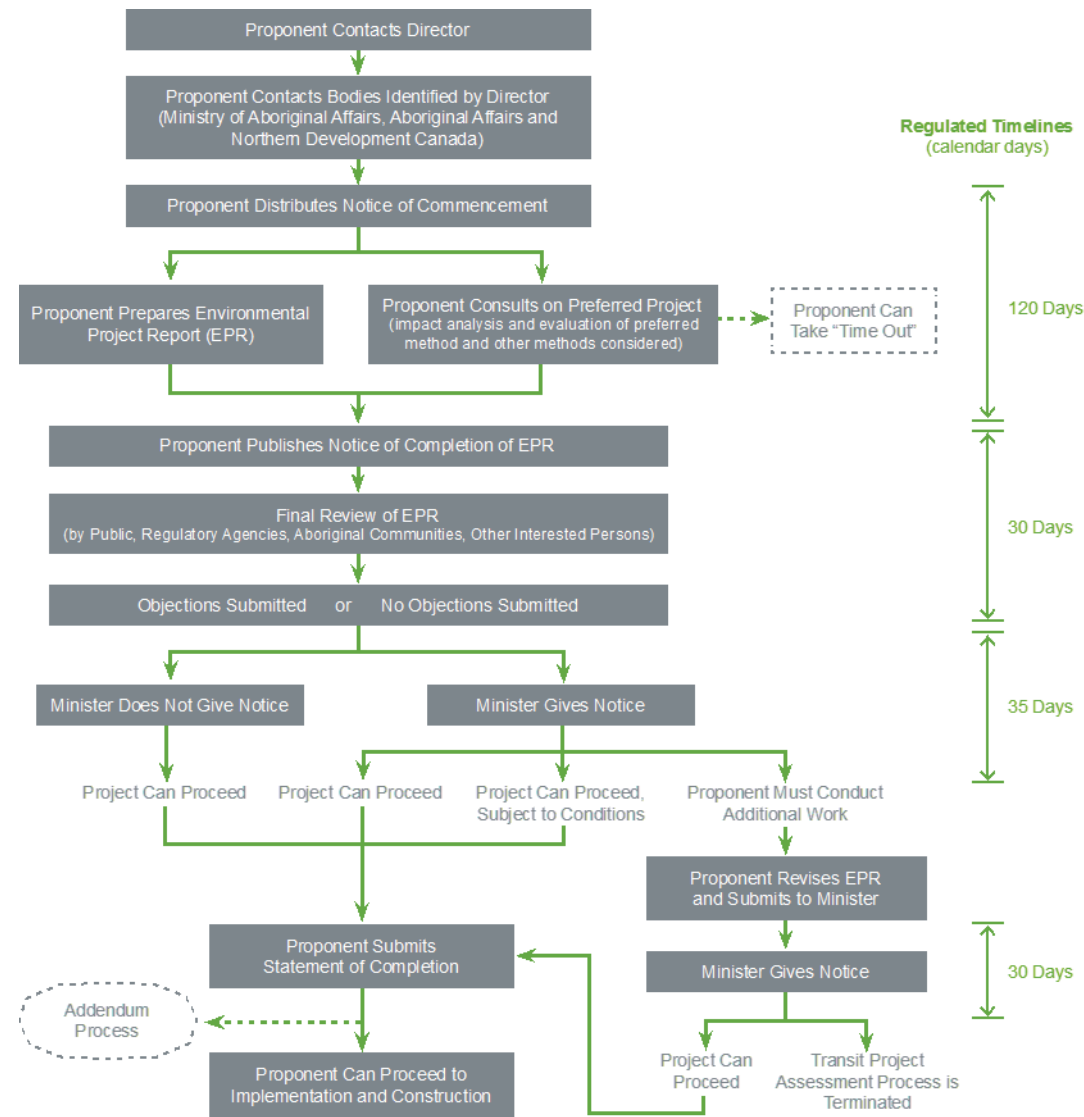 Proponent Contacts Director
Proponent Contacts Bodies Identified by Director
(Ministry of Aboriginal Affairs, Aboriginal Affairs and
Northern Development Canada)
Regulated Timelines
(calendar days)
Proponent Distributes Notice of Commencement
Proponent Prepares Environmental
Project Report (EPR)
Proponent Consults on Preferred Project
(impact analysis and evaluation of preferred
method and other methods considered)
Proponent Can
Take “Time Out”
120 Days
Proponent Publishes Notice of Completion of EPR
Final Review of EPR
(by Public, Regulatory Agencies, Aboriginal Communities, Other Interested Persons)
30 Days
Objections Submitted or No Objections Submitted
Minister Does Not Give Notice
Minister Gives Notice
35 Days
Project Can Proceed
Project Can Proceed
Project Can Proceed,
Subject to Conditions
Proponent Must Conduct
Additional Work
Proponent Revises EPR
and Submits to Minister
Proponent Submits
Statement of Completion
Minister Gives Notice
30 Days
Addendum
Process
Project Can
Proceed
Transit Project
Assessment Process is
Terminated
Proponent Can Proceed to
Implementation and Construction